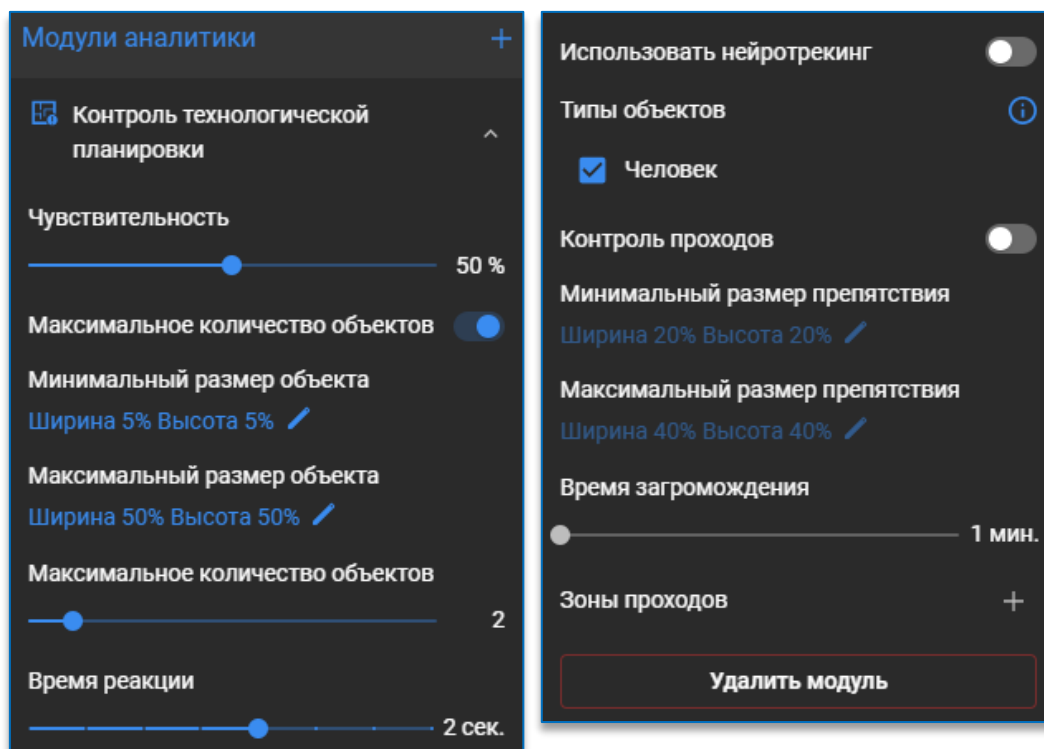 Модули аналитики
Контроль технологической
планировки
Чувствительность
50 %
Максимальное количество объектов
Минимальный размер объекта
Ширина 5% Высота 5%
Максимальный размер объекта
Ширина 50% Высота 50%
Максимальное количество объектов
2
Время реакции
2 сек.
Использовать нейротрекинг
Типы объектов
Человек
Контроль проходов
Минимальный размер препятствия
Ширина 20% Высота 20%
Максимальный размер препятствия
Ширина 40% Высота 40%
Время загромождения
1 мин.
Зоны проходов
Удалить модуль